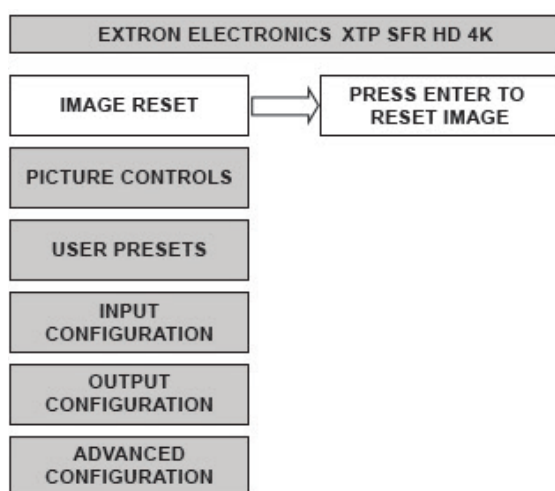 EXTRON ELECTRONICS XTP SFR HD 4K
IMAGE RESET
PRESS ENTER TO
RESET IMAGE
PICTURE CONTROLS
USER PRESETS
INPUT
CONFIGURATION
OUTPUT
CONFIGURATION
ADVANCED
CONFIGURATION